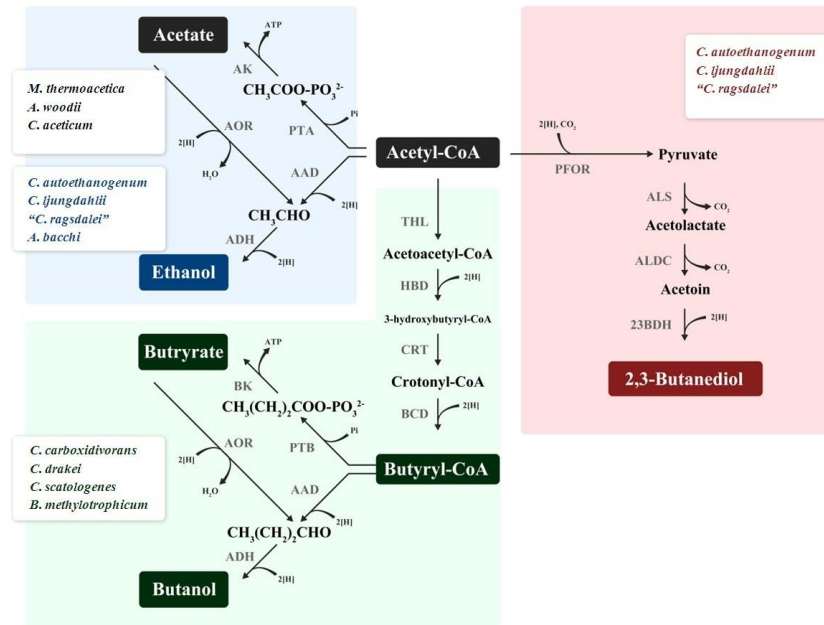 Acetate
ATP
AK
CH₃COO-PO₃²⁻
Pi
PTA
M. thermoacetica
A. woodii
C. aceticum
AOR
2[H]
H₂O
AAD
2[H]
CH₃CHO
ADH
2[H]
Ethanol
C. autoethanogenum
C. ljungdahlii
“C. ragsdalei”
A. bacchi
Acetyl-CoA
2[H], CO₂
PFOR
Pyruvate
ALS
CO₂
Acetolactate
ALDC
CO₂
Acetoin
23BDH
2[H]
2,3-Butanediol
C. autoethanogenum
C. ljungdahlii
“C. ragsdalei”
THL
Acetoacetyl-CoA
HBD
2[H]
3-hydroxybutyryl-CoA
CRT
Crotonyl-CoA
BCD
2[H]
Butyryl-CoA
Butryrate
ATP
BK
CH₃(CH₂)₂COO-PO₃²⁻
Pi
PTB
AOR
2[H]
H₂O
AAD
2[H]
CH₃(CH₂)₂CHO
ADH
2[H]
Butanol
C. carboxidivorans
C. drakei
C. scatologenes
B. methylotrophicum